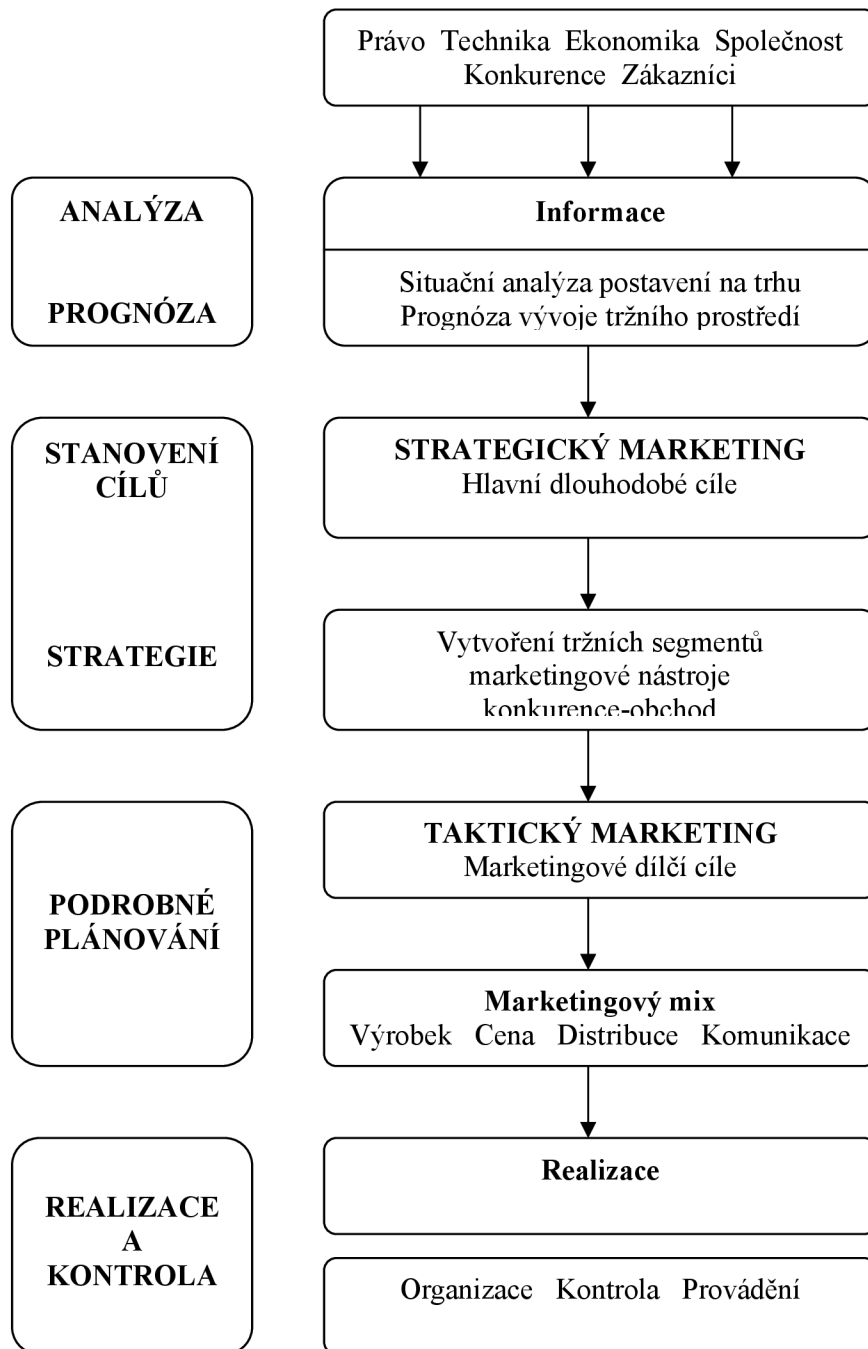 Právo Technika Ekonomika Společnost
Konkurence Zákazníci
ANALÝZA
PROGNÓZA
Informace
Situační analýza postavení na trhu
Prognóza vývoje tržního prostředí
STANOVENÍ
CÍLŮ
STRATEGIE
STRATEGICKÝ MARKETING
Hlavní dlouhodobé cíle
Vytvoření tržních segmentů
marketingové nástroje
konkurence-obchod
PODROBNÉ
PLÁNOVÁNÍ
TAKTICKÝ MARKETING
Marketingové dílčí cíle
Marketingový mix
Výrobek Cena Distribuce Komunikace
REALIZACE
A
KONTROLA
Realizace
Organizace Kontrola Provádění